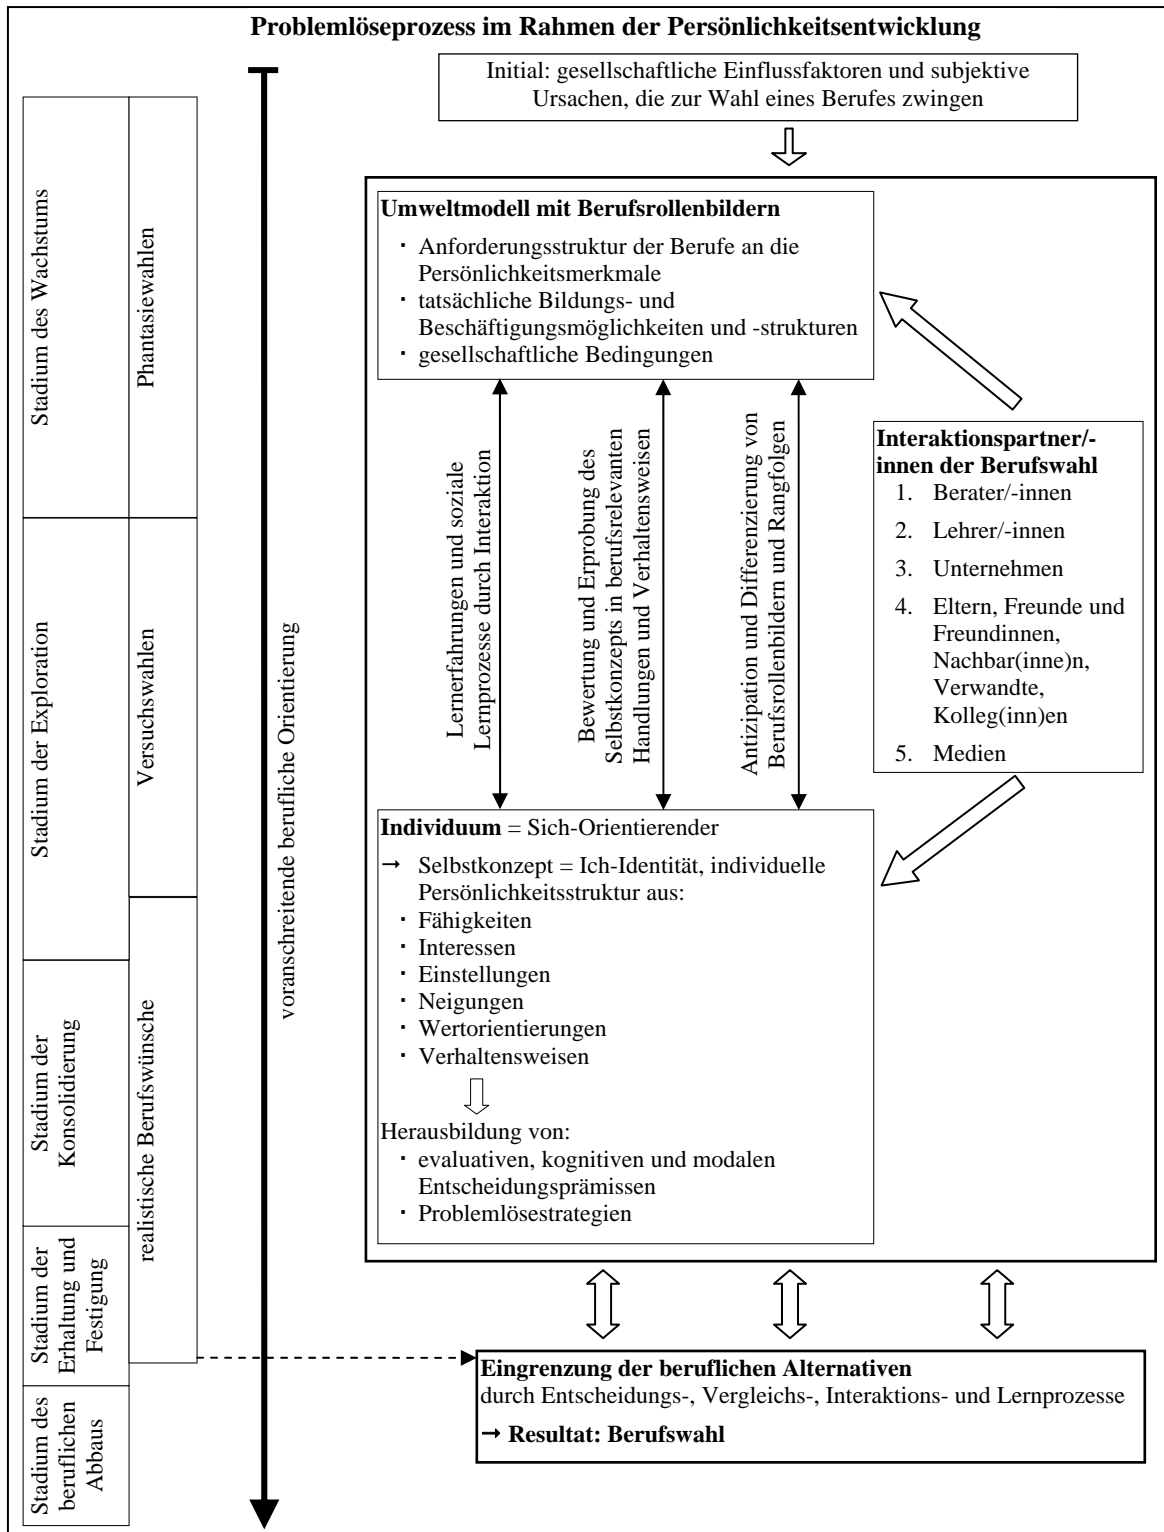 Problemlöseprozess im Rahmen der Persönlichkeitsentwicklung
Initial: gesellschaftliche Einflussfaktoren und subjektive
Ursachen, die zur Wahl eines Berufes zwingen
Stadium des Wachstums
Phantasiewahlen
Stadium der Exploration
Versuchswahlen
Stadium der
Konsolidierung
realistische Berufswünsche
Stadium der
Erhaltung und
Festigung
Stadium des
beruflichen
Abbaus
voranschreitende berufliche Orientierung
Umweltmodell mit Berufsrollenbildern
· Anforderungsstruktur der Berufe an die
Persönlichkeitsmerkmale
· tatsächliche Bildungs- und
Beschäftigungsmöglichkeiten und -strukturen
· gesellschaftliche Bedingungen
Lernerfahrungen und soziale
Lernprozesse durch Interaktion
Bewertung und Erprobung des
Selbstkonzepts in berufsrelevanten
Handlungen und Verhaltensweisen
Antizipation und Differenzierung von
Berufsrollenbildern und Rangfolgen
Interaktionspartner/-
innen der Berufswahl
1. Berater/-innen
2. Lehrer/-innen
3. Unternehmen
4. Eltern, Freunde und
Freundinnen,
Nachbar(inne)n,
Verwandte,
Kolleg(inn)en
5. Medien
Individuum = Sich-Orientierender
→ Selbstkonzept = Ich-Identität, individuelle
Persönlichkeitsstruktur aus:
· Fähigkeiten
· Interessen
· Einstellungen
· Neigungen
· Wertorientierungen
· Verhaltensweisen
Herausbildung von:
· evaluativen, kognitiven und modalen
Entscheidungsprämissen
· Problemlösestrategien
Eingrenzung der beruflichen Alternativen
durch Entscheidungs-, Vergleichs-, Interaktions- und Lernprozesse
→ Resultat: Berufswahl